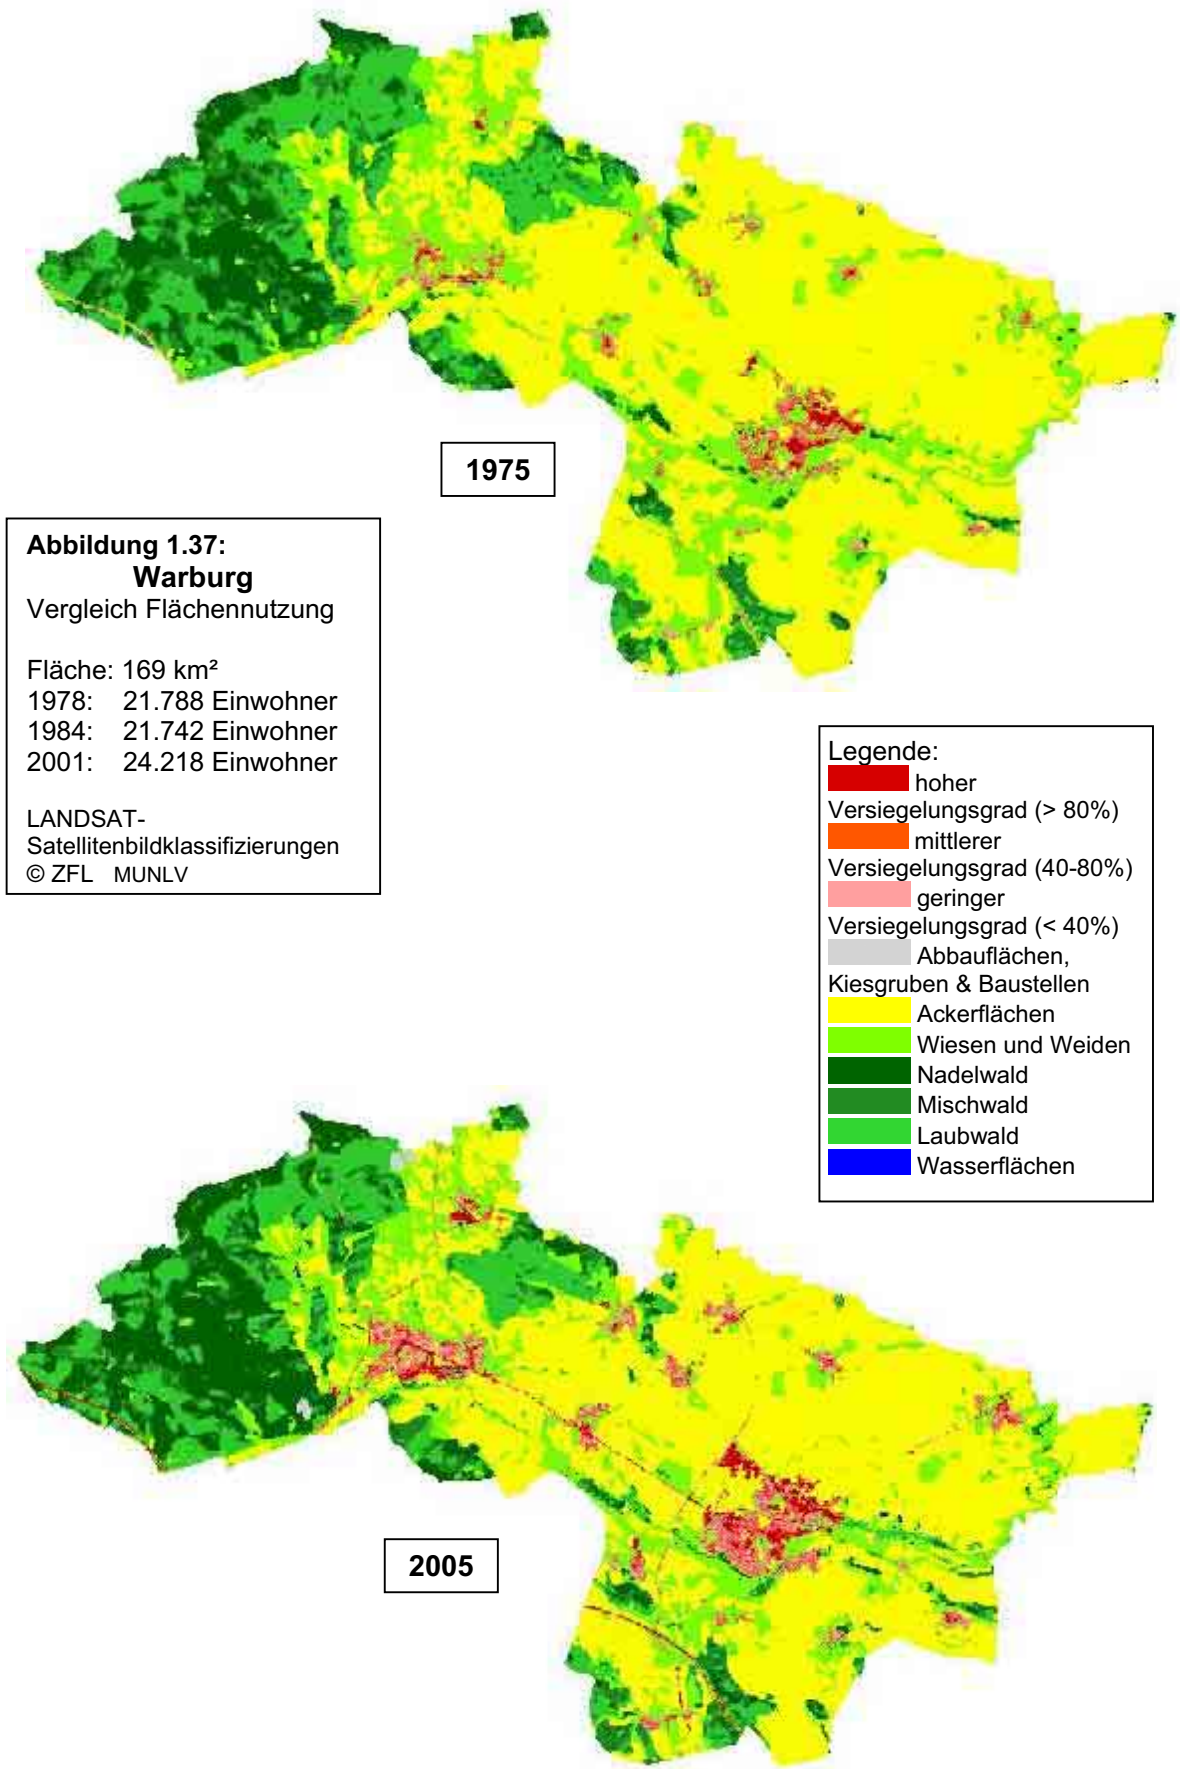 1975
Abbildung 1.37:
Warburg
Vergleich Flächennutzung
Fläche: 169 km²
1978: 21.788 Einwohner
1984: 21.742 Einwohner
2001: 24.218 Einwohner
LANDSAT-
Satellitenbildklassifizierungen
© ZFL MUNLV
Legende:
hoher
Versiegelungsgrad (> 80%)
mittlerer
Versiegelungsgrad (40-80%)
geringer
Versiegelungsgrad (< 40%)
Abbauflächen,
Kiesgruben & Baustellen
Ackerflächen
Wiesen und Weiden
Nadelwald
Mischwald
Laubwald
Wasserflächen
2005